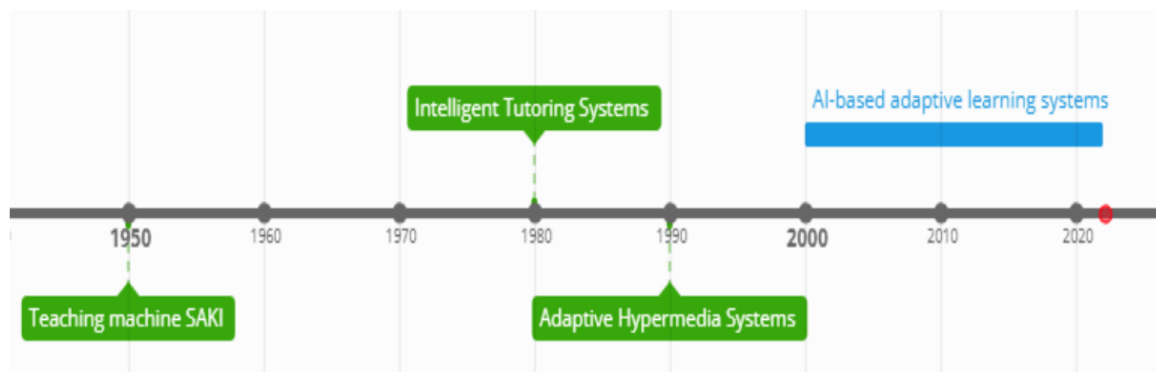 AI-based adaptive learning systems
Intelligent Tutoring Systems
1950 1960 1970 1980 1990 2000 2010 2020
Teaching machine SAKI
Adaptive Hypermedia Systems